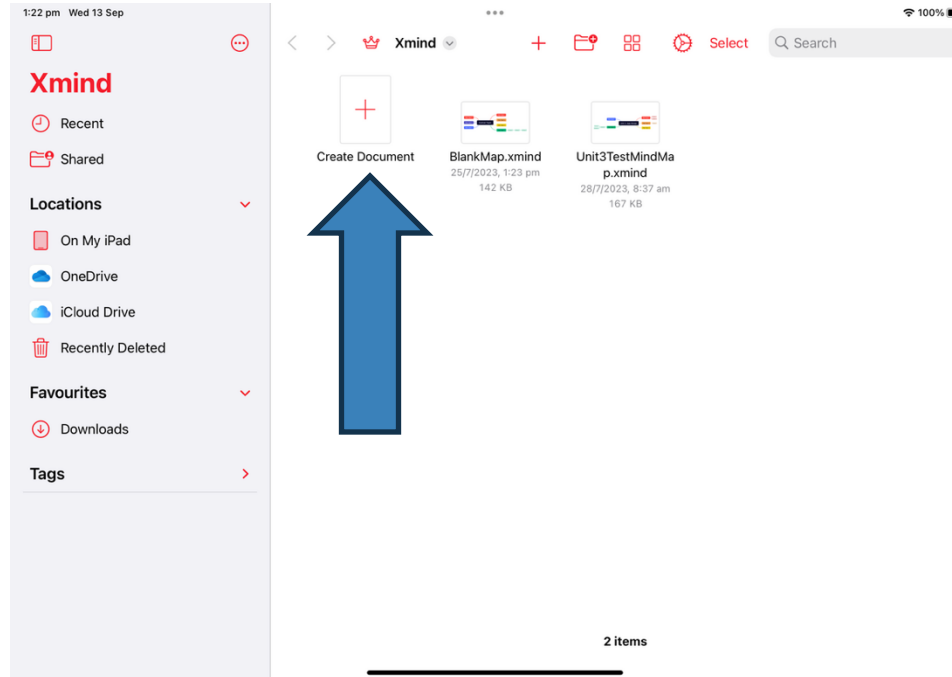 1:22 pm Wed 13 Sep
100%
Xmind
Select
Search
Xmind
Recent
Shared
Locations
On My iPad
OneDrive
iCloud Drive
Recently Deleted
Favourites
Downloads
Tags
Create Document
BlankMap.xmind
25/7/2023, 1:23 pm
142 KB
Unit3TestMindMa
p.xmind
28/7/2023, 8:37 am
167 KB
2 items